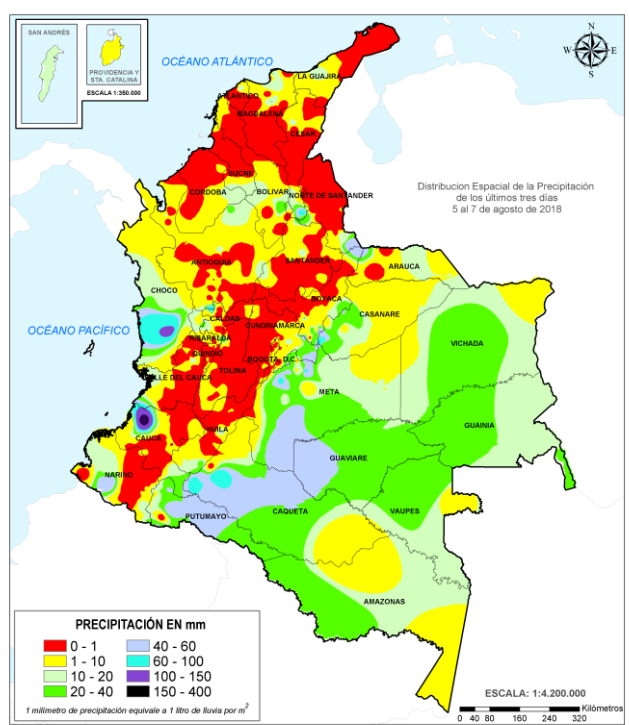 SAN ANDRÉS
PROVIDENCIA Y
STA. CATALINA
ESCALA 1:350.000
OCÉANO ATLÁNTICO
N
W
E
S
LA GUAJIRA
ATLANTICO
MAGDALENA
CESAR
SUCRE
CORDOBA
BOLIVAR
NORTE DE SANTANDER
Distribucion Espacial de la Precipitación
de los últimos tres días
5 al 7 de agosto de 2018
ANTIOQUIA
SANTANDER
ARAUCA
CHOCO
BOYACA
CASANARE
OCÉANO PACÍFICO
CALDAS
CUNDINAMARCA
RISARALDA
VICHADA
QUINDIO
BOGOTA, D.C.
TOLIMA
VALLE DEL CAUCA
META
GUAINIA
HUILA
CAUCA
GUAVIARE
NARIÑO
PUTUMAYO
CAQUETA
VAUPES
AMAZONAS
PRECIPITACIÓN EN mm
0 - 1
40 - 60
1 - 10
60 - 100
10 - 20
100 - 150
20 - 40
150 - 400
1 milímetro de precipitación equivale a 1 litro de lluvia por m2
ESCALA: 1:4.200.000
Kilómetros
0 40 80 160 240 320